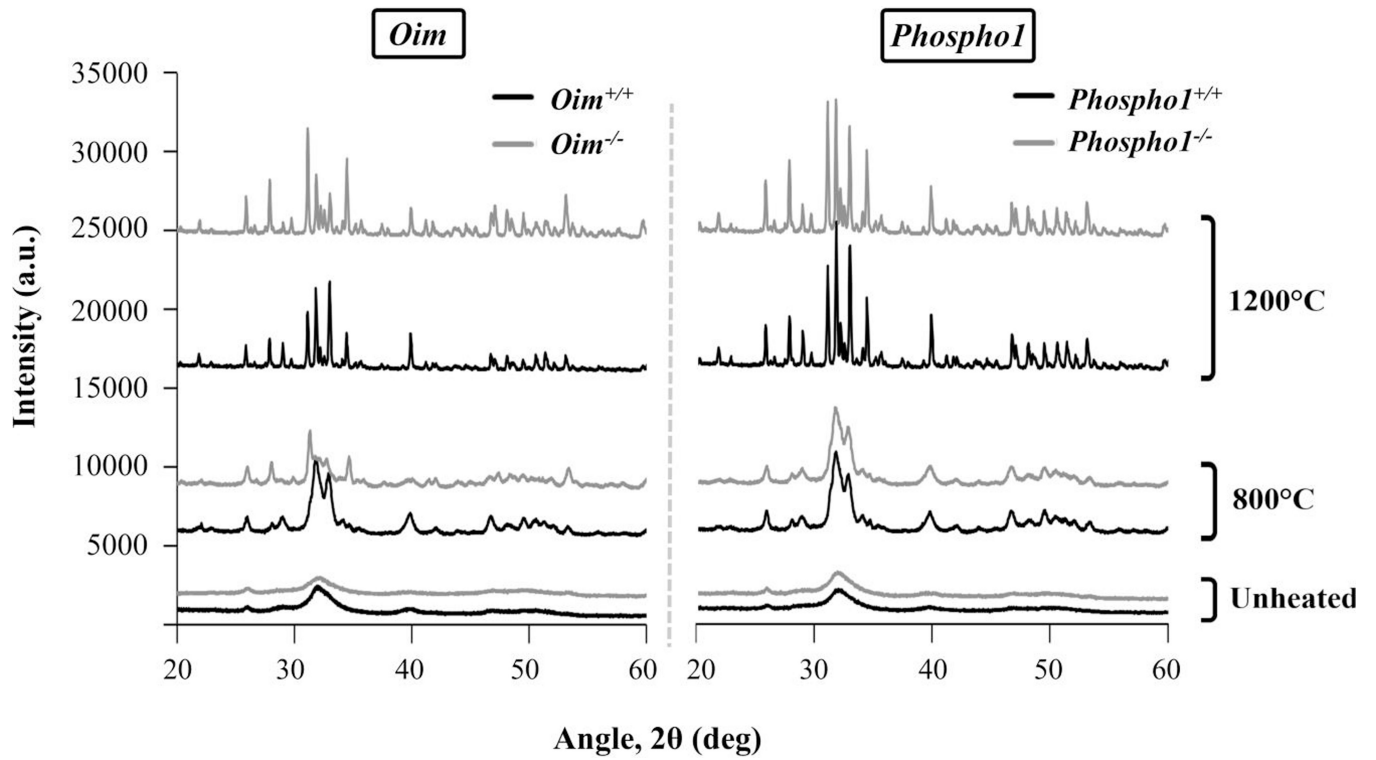 Oim
Phospho1
Oim+/+
Oim-/-
Phospho1+/+
Phospho1-/-
35000
30000
25000
20000
15000
10000
5000
Intensity (a.u.)
1200°C
800°C
Unheated
20 30 40 50 60
20 30 40 50 60
Angle, 2θ (deg)